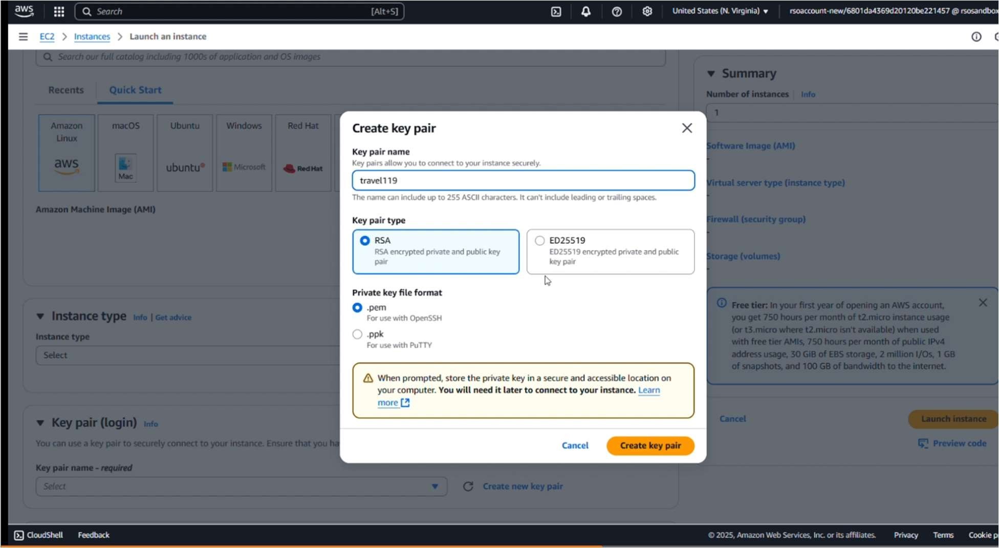 aws
Search
[Alt+S]
United States (N. Virginia)
rsoaccount-new/6801da4369d20120be221457 @ rsosandbox
EC2
Instances
Launch an instance
Search our full catalog including 1000s of application and OS images
Recents
Quick Start
Amazon
Linux
aws
macOS
Mac
Ubuntu
ubuntu
Windows
Microsoft
Red Hat
Red Hat
Amazon Machine Image (AMI)
Instance type
Info | Get advice
Instance type
Select
Key pair (login)
Info
You can use a key pair to securely connect to your instance. Ensure that you ha
Key pair name - required
Select
Create new key pair
Create key pair
Key pair name
Key pairs allow you to connect to your instance securely.
travel119
The name can include up to 255 ASCII characters. It can't include leading or trailing spaces.
Key pair type
RSA
RSA encrypted private and public key
pair
ED25519
ED25519 encrypted private and public
key pair
Private key file format
.pem
For use with OpenSSH
.ppk
For use with PuTTY
When prompted, store the private key in a secure and accessible location on
your computer. You will need it later to connect to your instance. Learn
more
Cancel
Create key pair
Summary
Number of instances
Info
1
Software Image (AMI)
-
Virtual server type (instance type)
-
Firewall (security group)
-
Storage (volumes)
-
Free tier: In your first year of opening an AWS account,
you get 750 hours per month of t2.micro instance usage
(or t3.micro where t2.micro isn't available) when used
with free tier AMIs, 750 hours per month of public IPv4
address usage, 30 GiB of EBS storage, 2 million I/Os, 1 GB
of snapshots, and 100 GB of bandwidth to the internet.
Cancel
Launch instance
Preview code
CloudShell
Feedback
© 2025, Amazon Web Services, Inc. or its affiliates.
Privacy
Terms
Cookie p